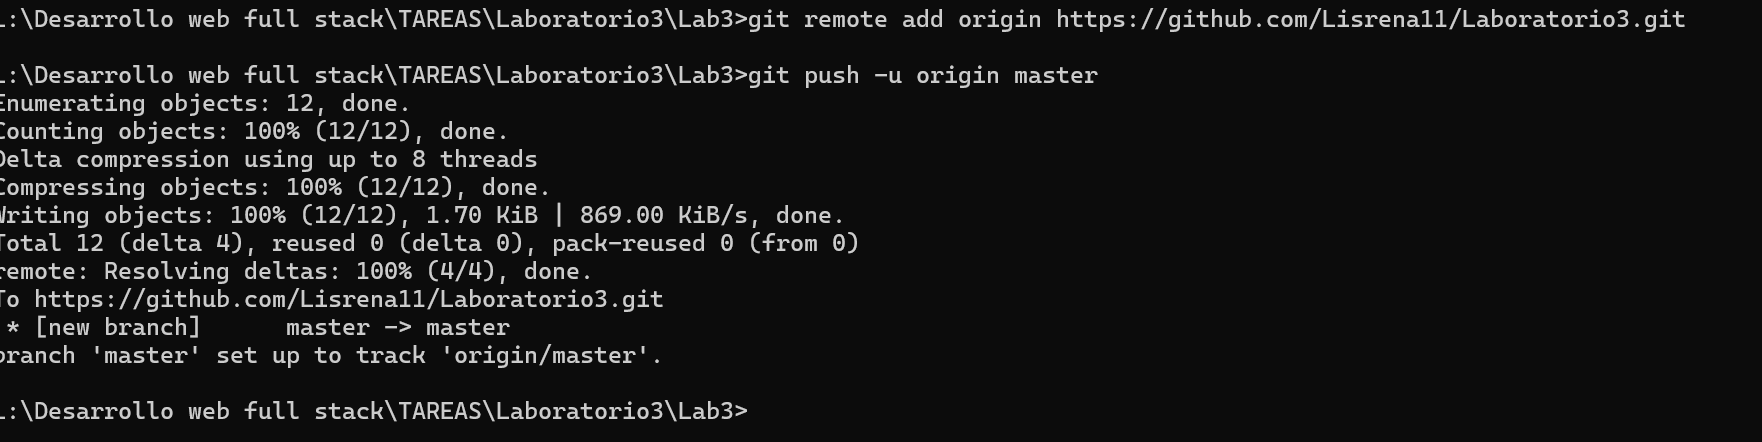 :\Desarrollo web full stack\TAREAS\Laboratorio3\Lab3>git remote add origin https://github.com/Lisrena11/Laboratorio3.git
:\Desarrollo web full stack\TAREAS\Laboratorio3\Lab3>git push -u origin master
Enumerating objects: 12, done.
Counting objects: 100% (12/12), done.
Delta compression using up to 8 threads
Compressing objects: 100% (12/12), done.
Writing objects: 100% (12/12), 1.70 KiB | 869.00 KiB/s, done.
Total 12 (delta 4), reused 0 (delta 0), pack-reused 0 (from 0)
remote: Resolving deltas: 100% (4/4), done.
To https://github.com/Lisrena11/Laboratorio3.git
 * [new branch]      master -> master
branch 'master' set up to track 'origin/master'.
:\Desarrollo web full stack\TAREAS\Laboratorio3\Lab3>